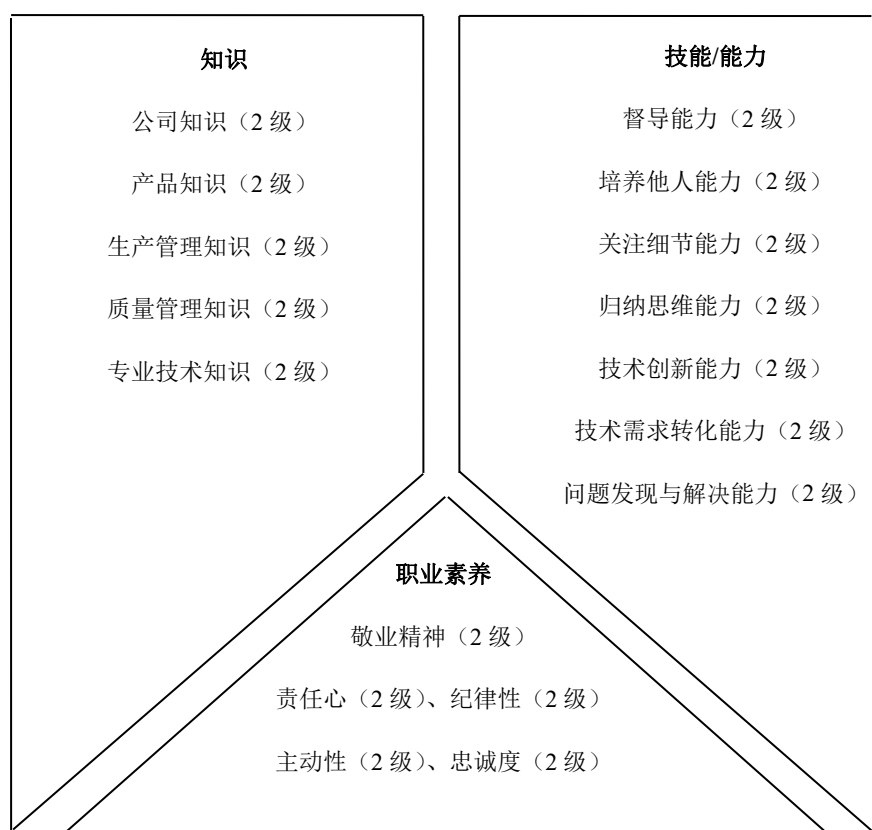 知识
公司知识（2 级）
产品知识（2 级）
生产管理知识（2 级）
质量管理知识（2 级）
专业技术知识（2 级）
技能/能力
督导能力（2 级）
培养他人能力（2 级）
关注细节能力（2 级）
归纳思维能力（2 级）
技术创新能力（2 级）
技术需求转化能力（2 级）
问题发现与解决能力（2 级）
职业素养
敬业精神（2 级）
责任心（2 级）、纪律性（2 级）
主动性（2 级）、忠诚度（2 级）